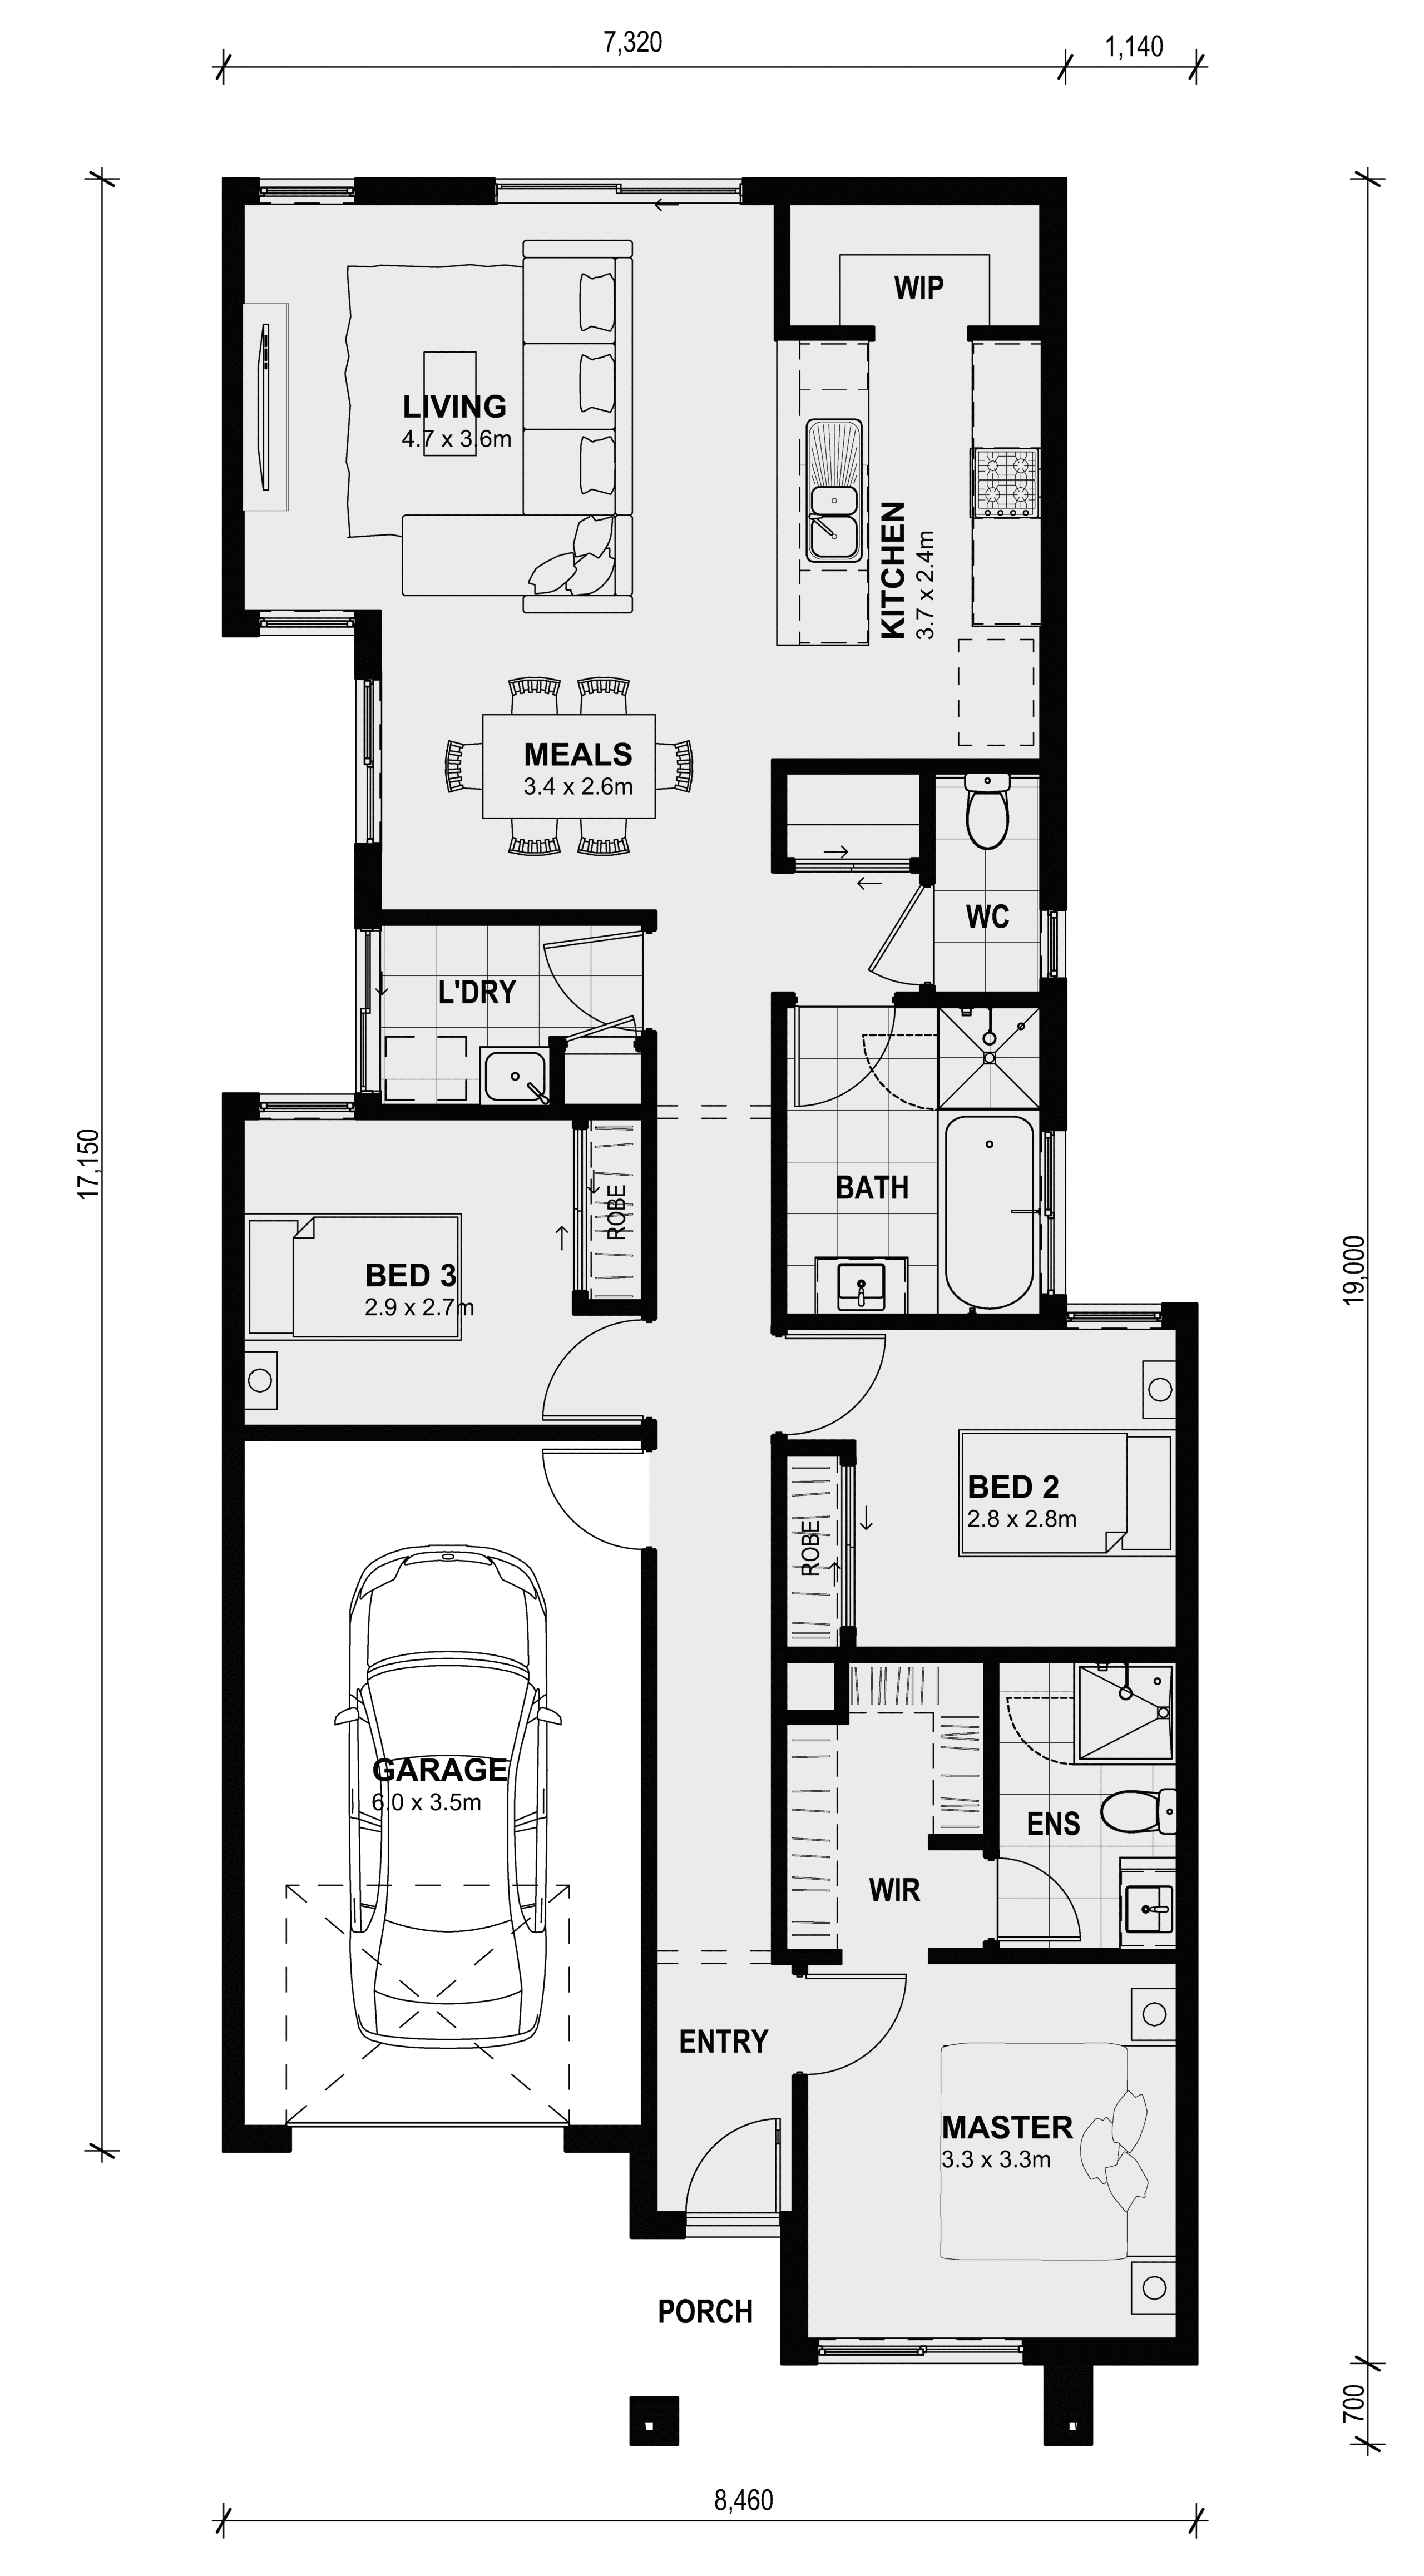 7,320
1,140
WIP
LIVING
4.7 x 3.6m
KITCHEN
3.7 x 2.4m
MEALS
3.4 x 2.6m
WC
L'DRY
17,150
BATH
ROBE
BED 3
2.9 x 2.7m
19,000
BED 2
2.8 x 2.8m
ROBE
GARAGE
6.0 x 3.5m
ENS
WIR
ENTRY
MASTER
3.3 x 3.3m
PORCH
700
8,460